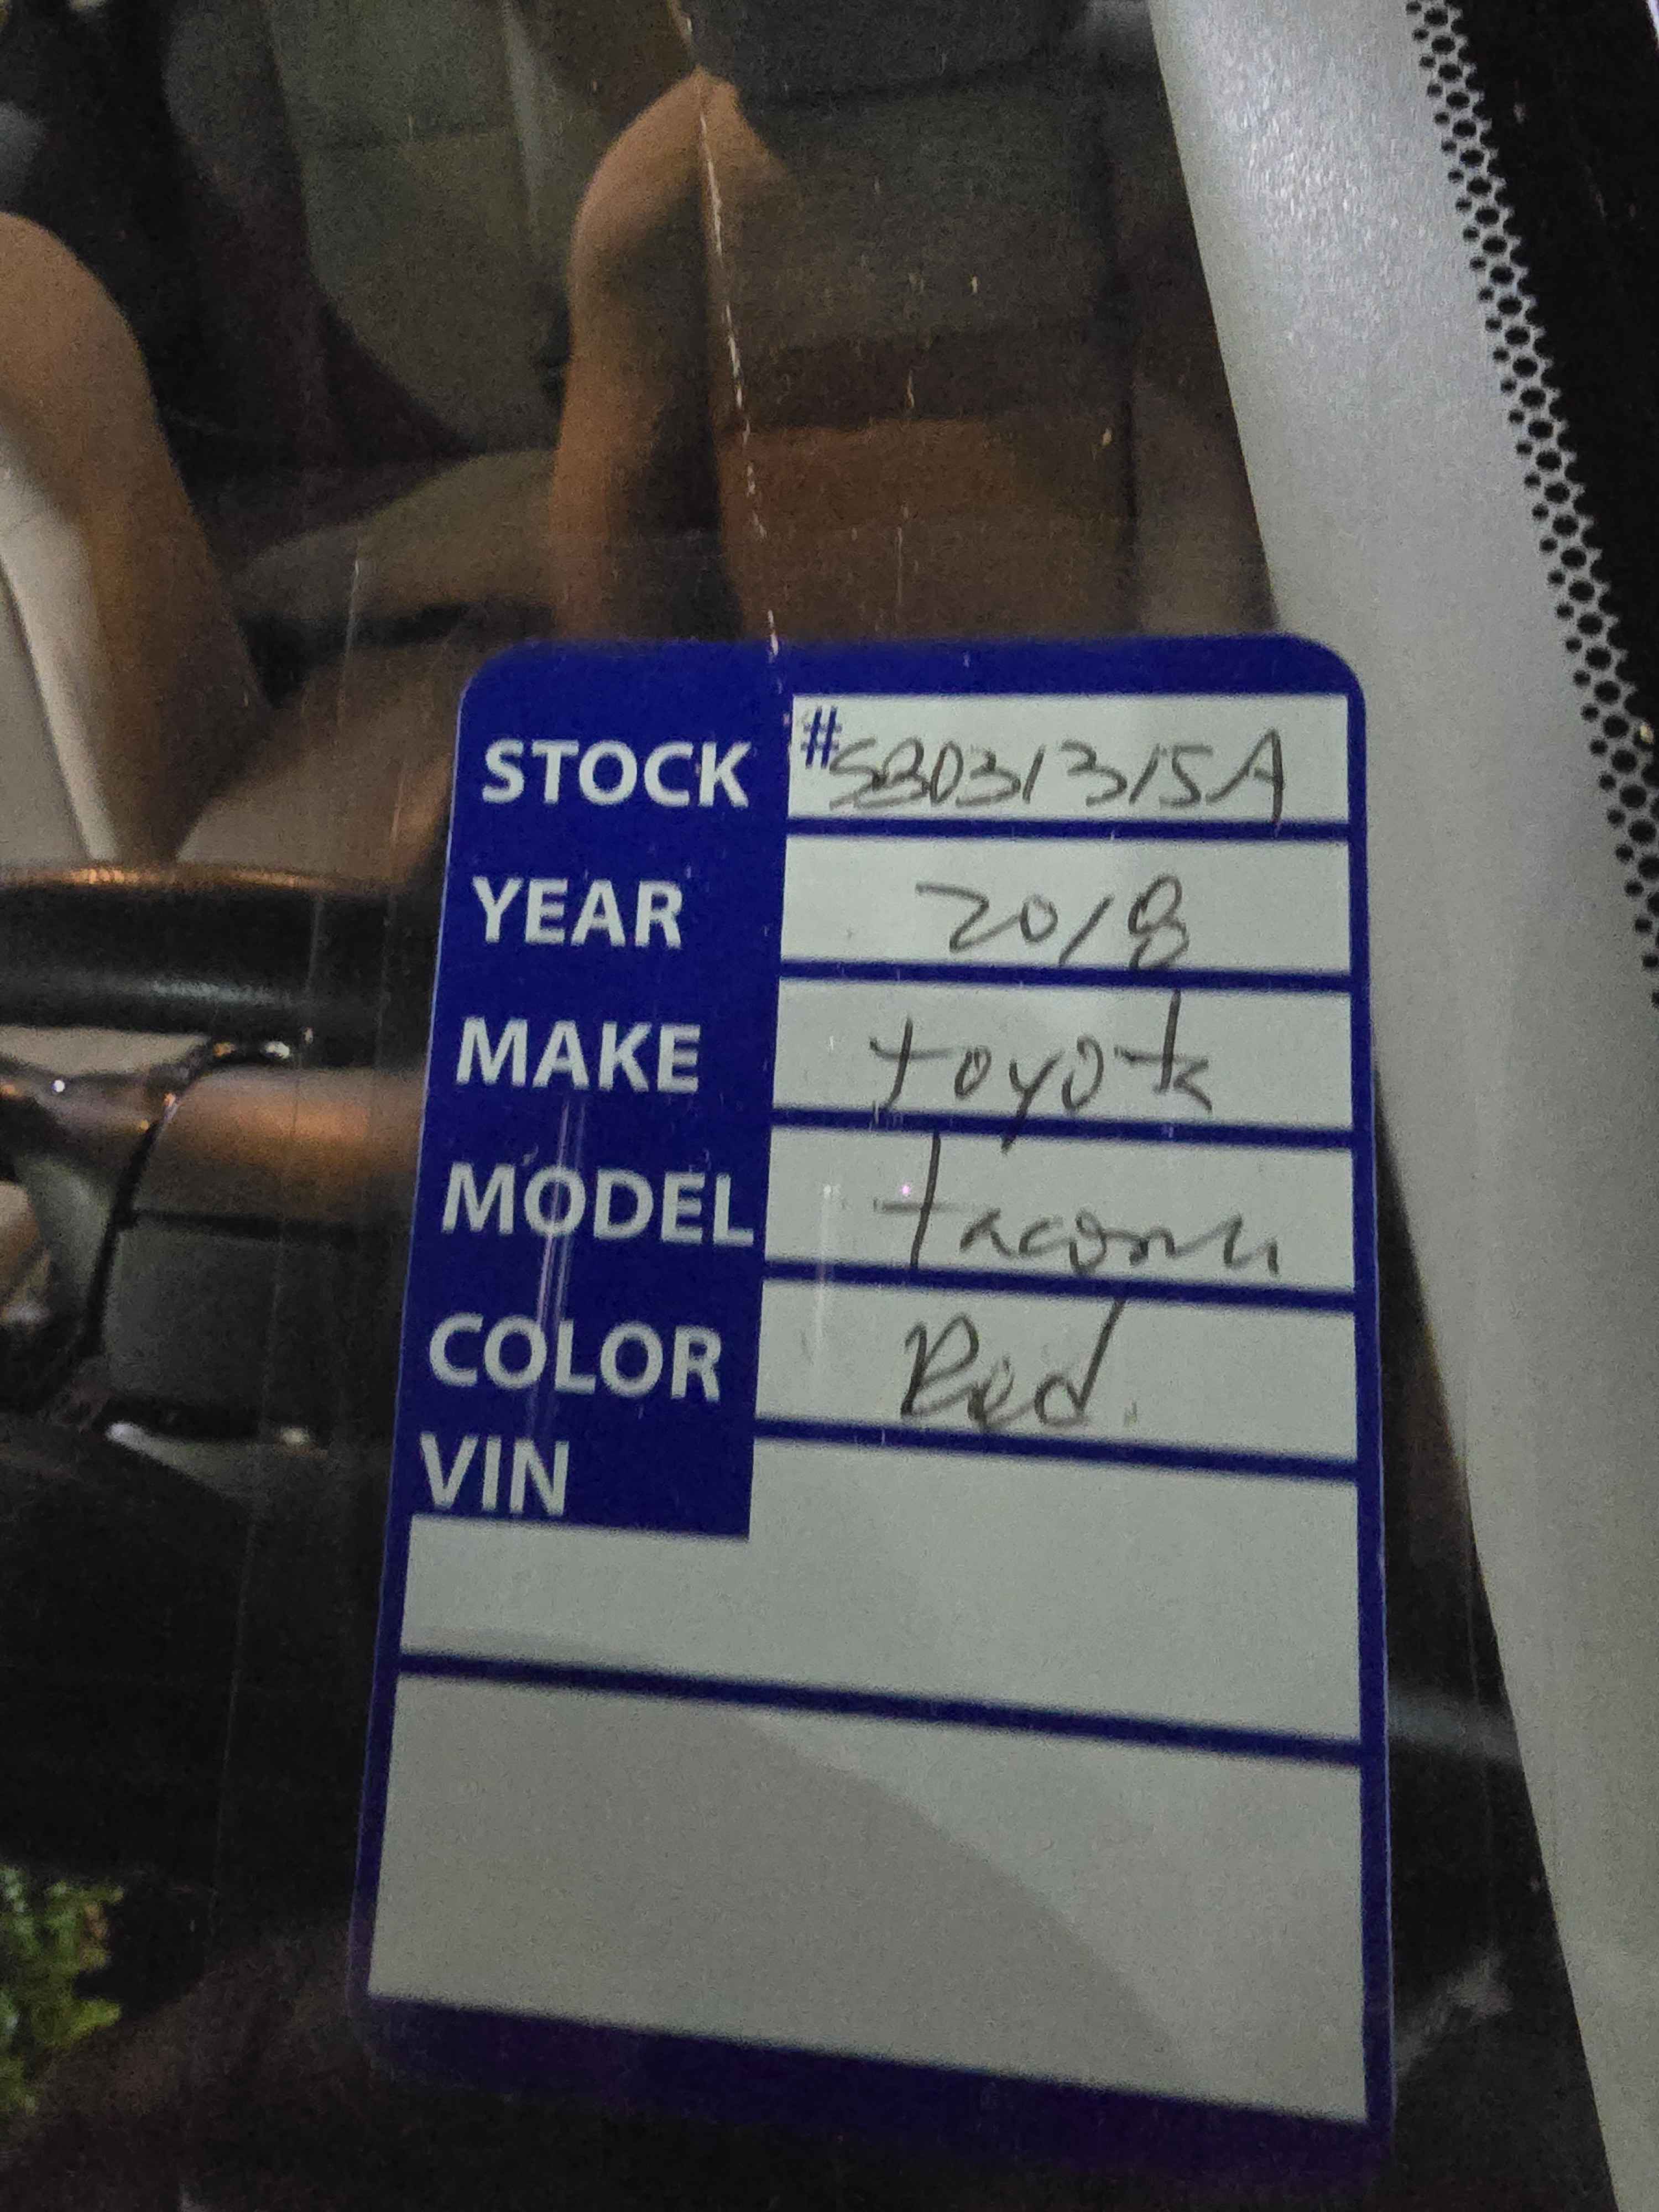 STOCK #SB031315A
YEAR 2018
MAKE toyota
MODEL tacoma
COLOR Red.
VIN